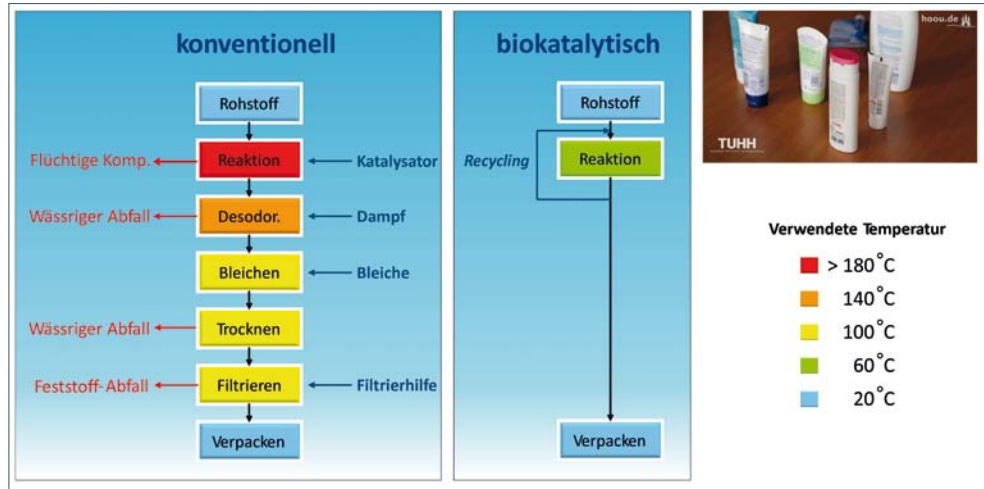 konventionell
Rohstoff
Flüchtige Komp.
Reaktion
Katalysator
Wässriger Abfall
Desodor.
Dampf
Bleichen
Bleiche
Wässriger Abfall
Trocknen
Feststoff-Abfall
Filtrieren
Filtrierhilfe
Verpacken
biokatalytisch
Rohstoff
Recycling
Reaktion
Verpacken
hoou.de
TUHH
Verwendete Temperatur
> 180°C
140°C
100°C
60°C
20°C